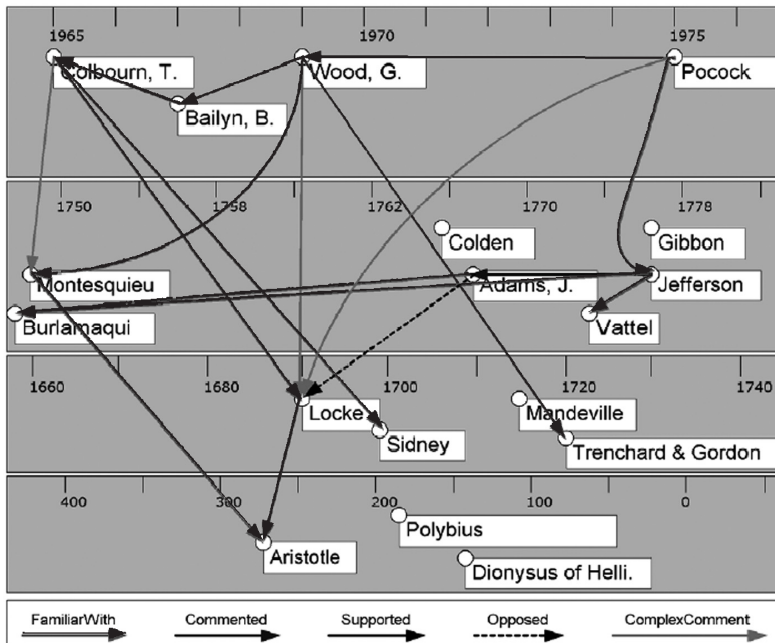 1965 1970 1975
Colbourn, T. Wood, G. Pocock
Bailyn, B.
1750 1758 1762 1770 1778
Colden Gibbon
Montesquieu Adams, J. Jefferson
Burlamaqui Vattel
1660 1680 1700 1720 1740
Locke Mandeville
Sidney Trenchard & Gordon
400 300 200 100 0
Polybius
Aristotle
Dionysus of Helli.
FamiliarWith Commented Supported Opposed ComplexComment